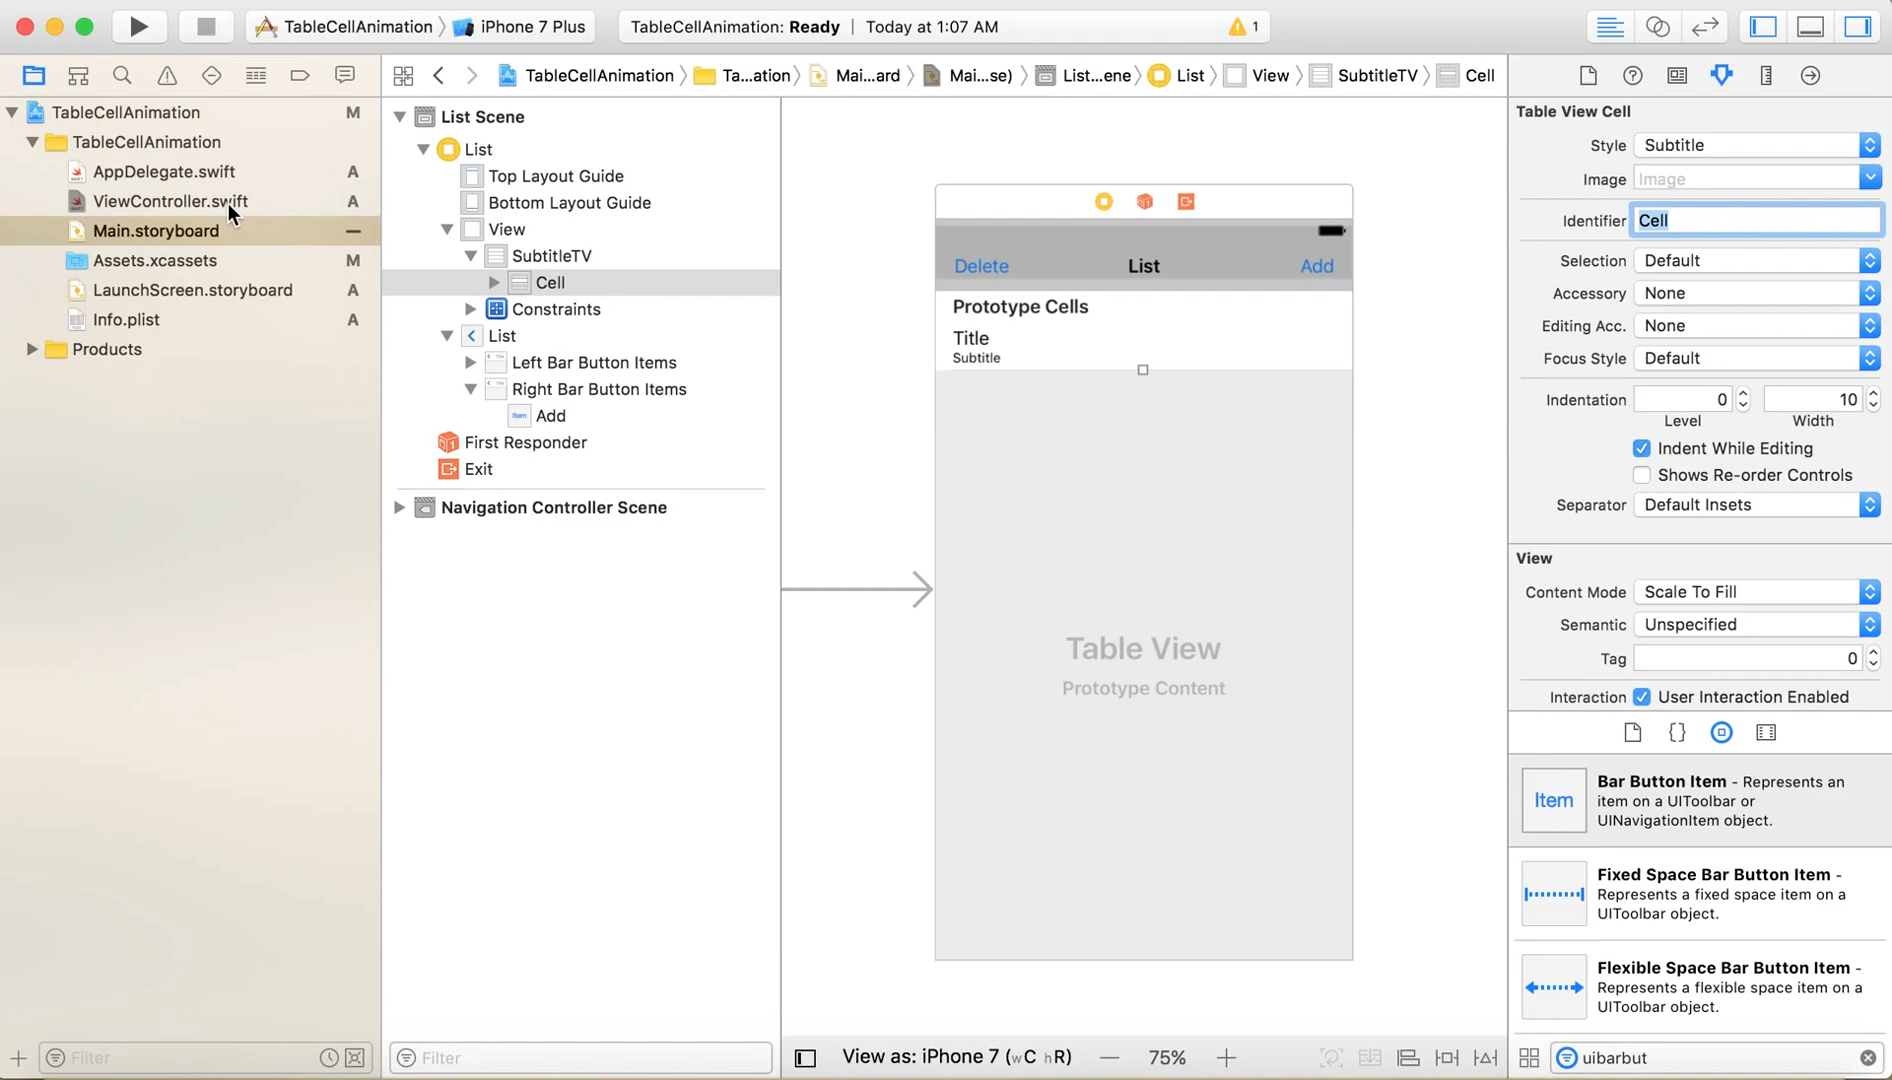 TableCellAnimation
iPhone 7 Plus
TableCellAnimation: Ready
Today at 1:07 AM
1
TableCellAnimation
Ta...ation
Mai...ard
Mai...se)
List...ene
List
View
SubtitleTV
Cell
TableCellAnimation
M
TableCellAnimation
AppDelegate.swift
A
ViewController.swift
A
Main.storyboard
Assets.xcassets
M
LaunchScreen.storyboard
A
Info.plist
A
Products
Filter
List Scene
List
Top Layout Guide
Bottom Layout Guide
View
SubtitleTV
Cell
Constraints
List
Left Bar Button Items
Right Bar Button Items
Item
Add
First Responder
Exit
Navigation Controller Scene
Filter
Delete
List
Add
Prototype Cells
Title
Subtitle
Table View
Prototype Content
View as: iPhone 7 (wC hR)
75%
Table View Cell
Style
Subtitle
Image
Image
Identifier
Cell
Selection
Default
Accessory
None
Editing Acc.
None
Focus Style
Default
Indentation
0
10
Level
Width
Indent While Editing
Shows Re-order Controls
Separator
Default Insets
View
Content Mode
Scale To Fill
Semantic
Unspecified
Tag
0
Interaction
User Interaction Enabled
{}
Item
Bar Button Item - Represents an
item on a UIToolbar or
UINavigationItem object.
Fixed Space Bar Button Item -
Represents a fixed space item on a
UIToolbar object.
Flexible Space Bar Button Item -
Represents a flexible space item on a
UIToolbar object.
uibarbut